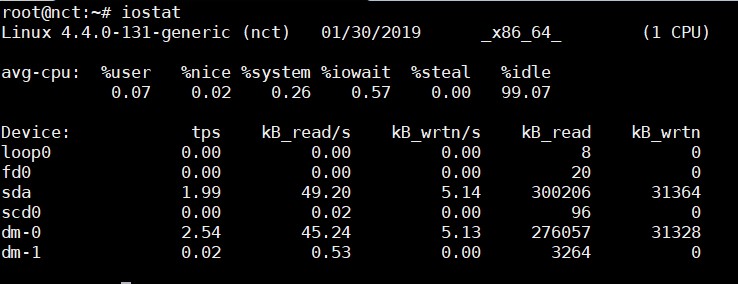 root@nct:~# iostat
Linux 4.4.0-131-generic (nct) 01/30/2019 _x86_64_ (1 CPU)
avg-cpu: %user %nice %system %iowait %steal %idle
0.07 0.02 0.26 0.57 0.00 99.07
Device: tps kB_read/s kB_wrtn/s kB_read kB_wrtn
loop0 0.00 0.00 0.00 8 0
fd0 0.00 0.00 0.00 20 0
sda 1.99 49.20 5.14 300206 31364
scd0 0.00 0.02 0.00 96 0
dm-0 2.54 45.24 5.13 276057 31328
dm-1 0.02 0.53 0.00 3264 0